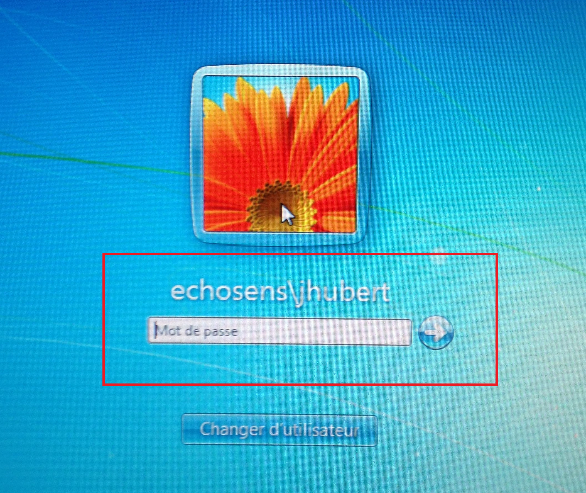 echosens\jhubert
Mot de passe
Changer d'utilisateur